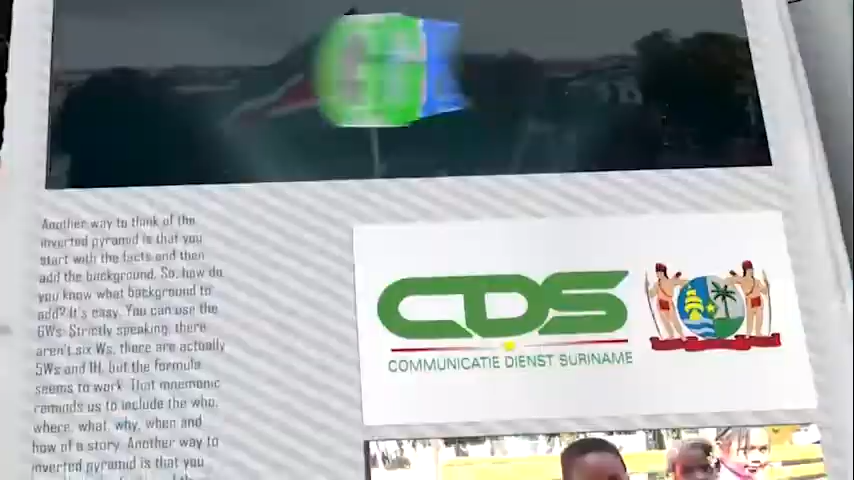 Another way to think of the
inverted pyramid is that you
start with the facts and then
add the background. So, how do
you know what background to
add? It's easy. You can use the
6Ws. Strictly speaking, there
aren't six Ws, there are actually
5Ws and 1H, but the formula
seems to work. That mnemonic
reminds us to include the who,
where, what, why, when and
how of a story. Another way to
inverted pyramid is that you
CDS
COMMUNICATIE DIENST SURINAME